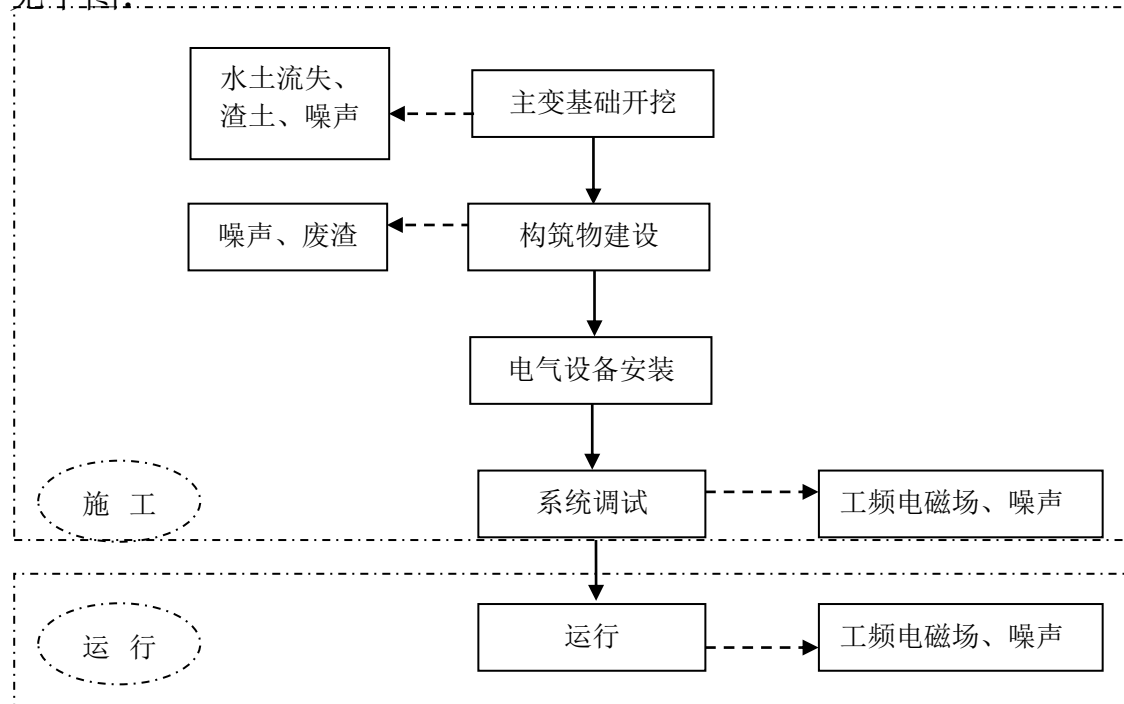 水土流失、
渣土、噪声
主变基础开挖
噪声、废渣
构筑物建设
电气设备安装
施 工
系统调试
工频电磁场、噪声
运 行
运行
工频电磁场、噪声